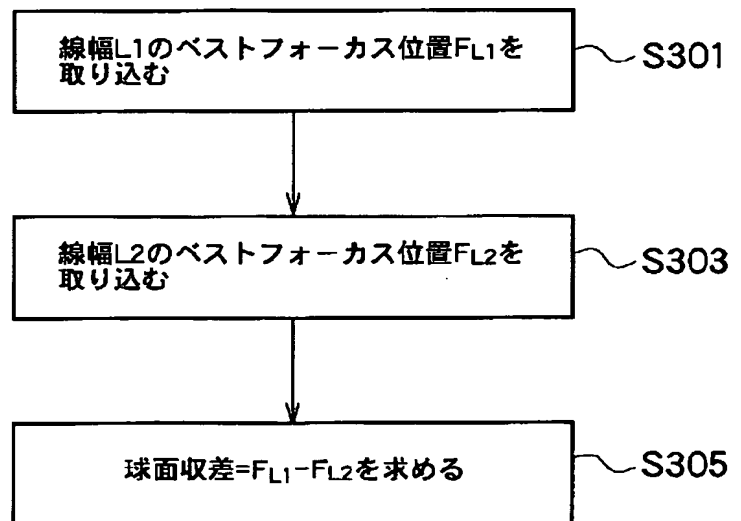 線幅L1のベストフォーカス位置FL1を
取り込む
S301
線幅L2のベストフォーカス位置FL2を
取り込む
S303
球面収差=FL1-FL2を求める
S305